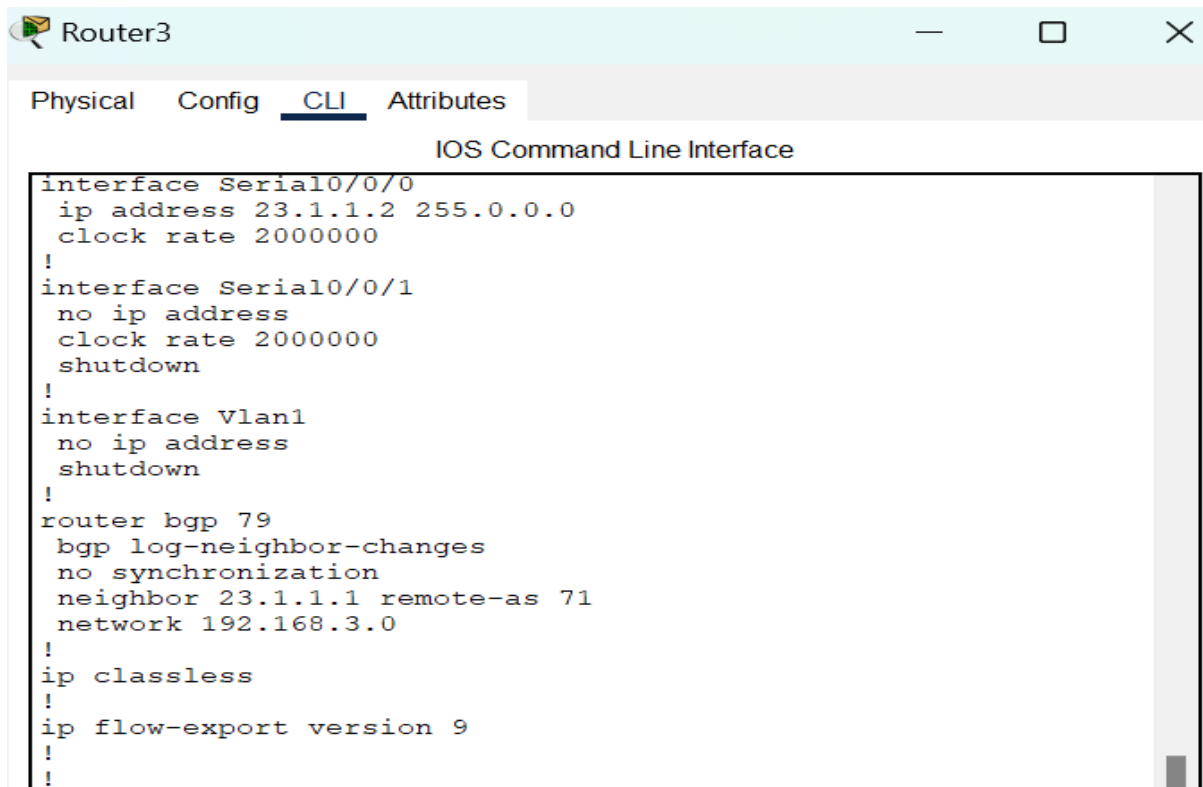 Router3
Physical Config CLI Attributes
IOS Command Line Interface
interface Serial0/0/0
 ip address 23.1.1.2 255.0.0.0
 clock rate 2000000
!
interface Serial0/0/1
 no ip address
 clock rate 2000000
 shutdown
!
interface Vlan1
 no ip address
 shutdown
!
router bgp 79
 bgp log-neighbor-changes
 no synchronization
 neighbor 23.1.1.1 remote-as 71
 network 192.168.3.0
!
ip classless
!
ip flow-export version 9
!
!